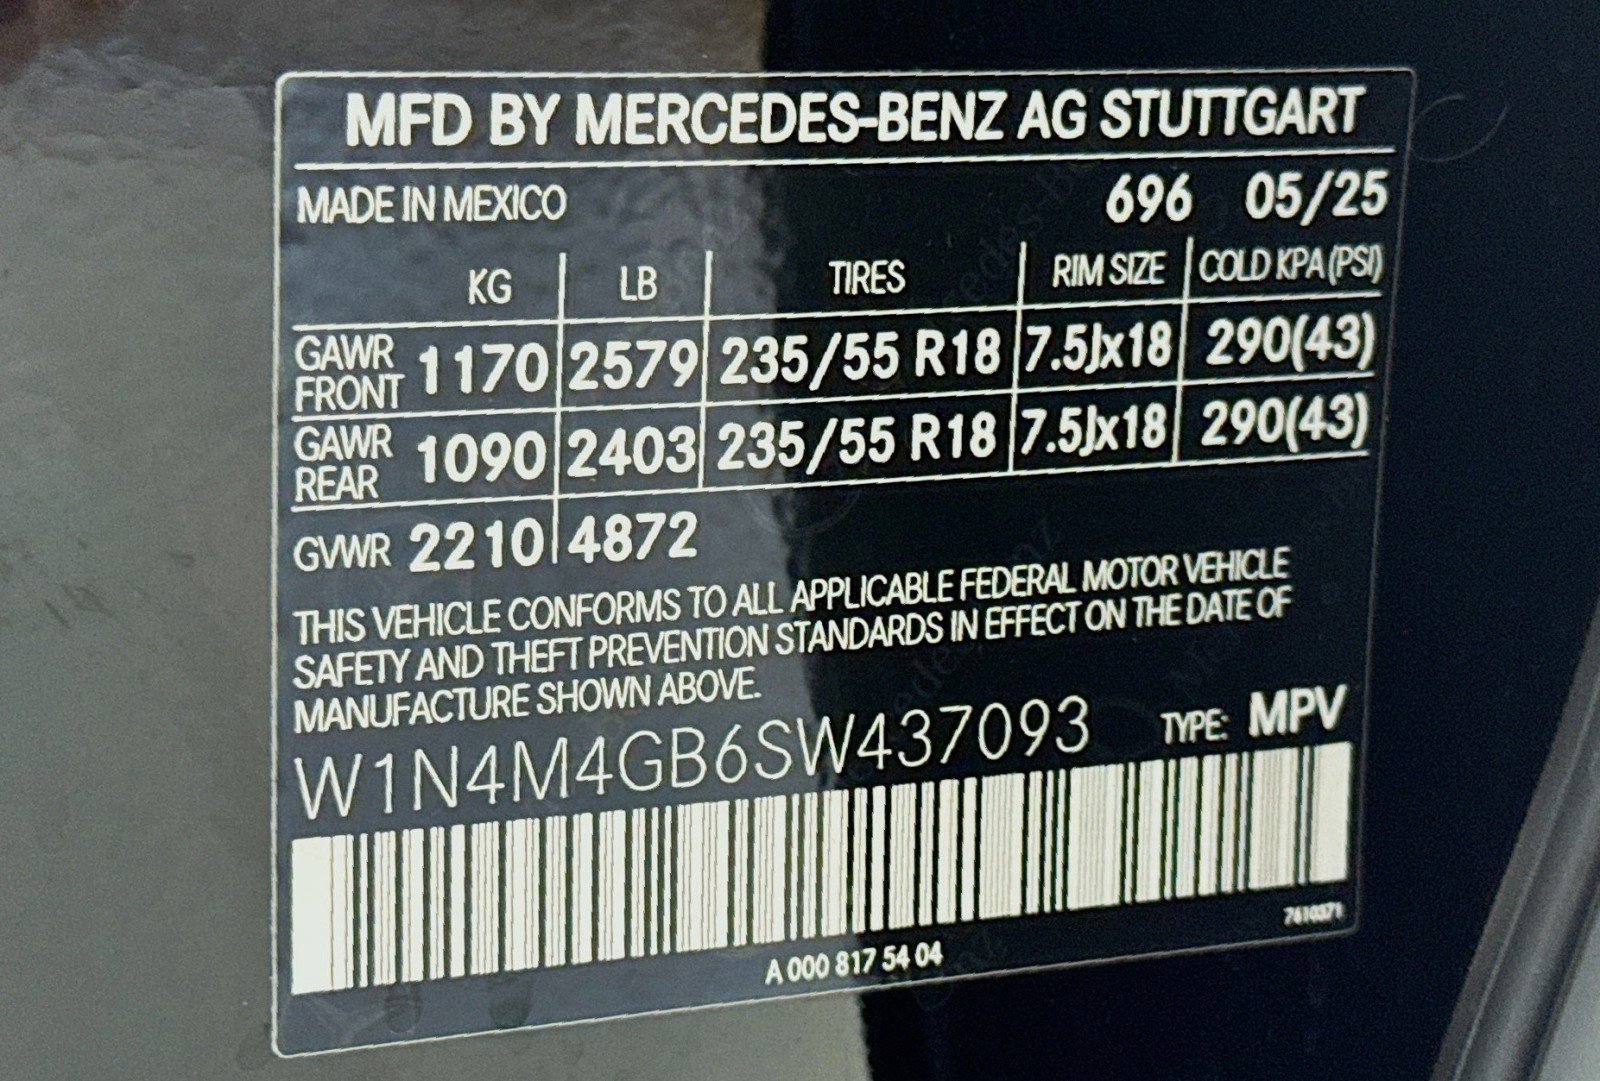 MFD BY MERCEDES-BENZ AG STUTTGART
MADE IN MEXICO 696 05/25
KG LB TIRES RIM SIZE COLD KPA (PSI)
GAWR FRONT 1170 2579 235/55 R18 7.5Jx18 290(43)
GAWR REAR 1090 2403 235/55 R18 7.5Jx18 290(43)
GVWR 2210 4872
THIS VEHICLE CONFORMS TO ALL APPLICABLE FEDERAL MOTOR VEHICLE
SAFETY AND THEFT PREVENTION STANDARDS IN EFFECT ON THE DATE OF
MANUFACTURE SHOWN ABOVE.
W1N4M4GB6SW437093 TYPE: MPV
7610371
A 000 817 54 04